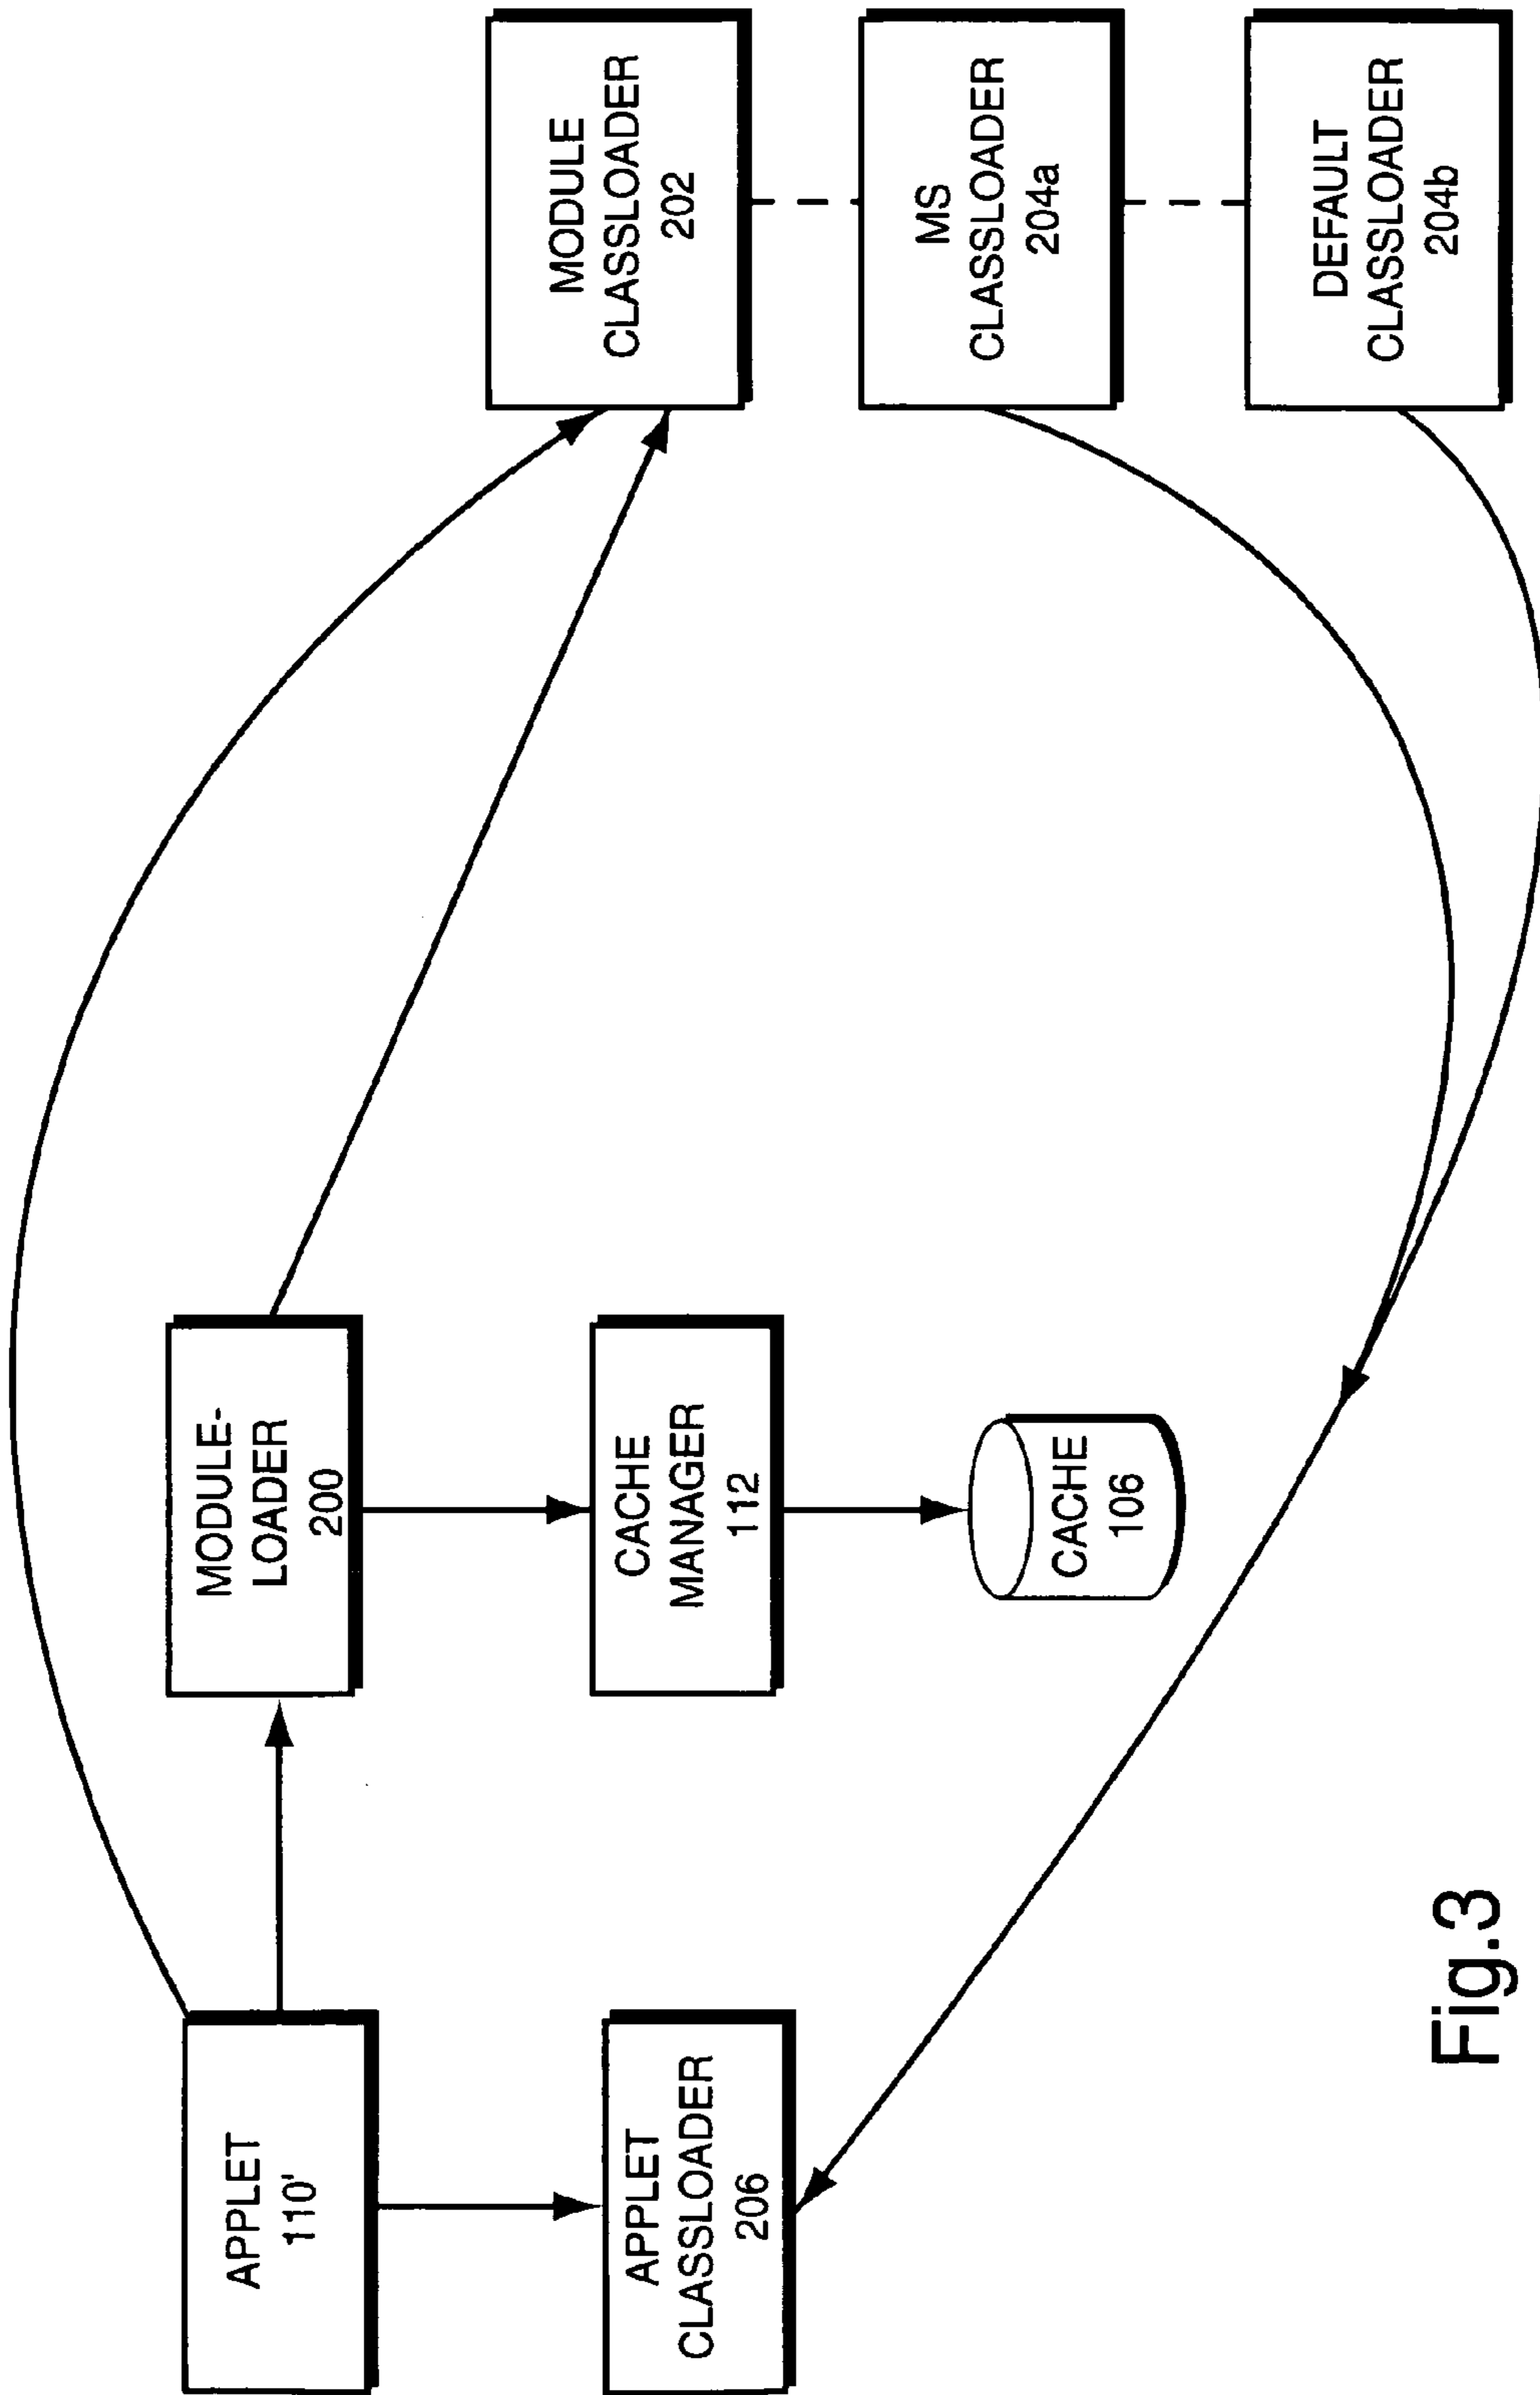 APPLET
110'
MODULE-
LOADER
200
MODULE
CLASSLOADER
202
APPLET
CLASSLOADER
206
CACHE
MANAGER
112
MS
CLASSLOADER
204a
CACHE
106
DEFAULT
CLASSLOADER
204b
Fig.3